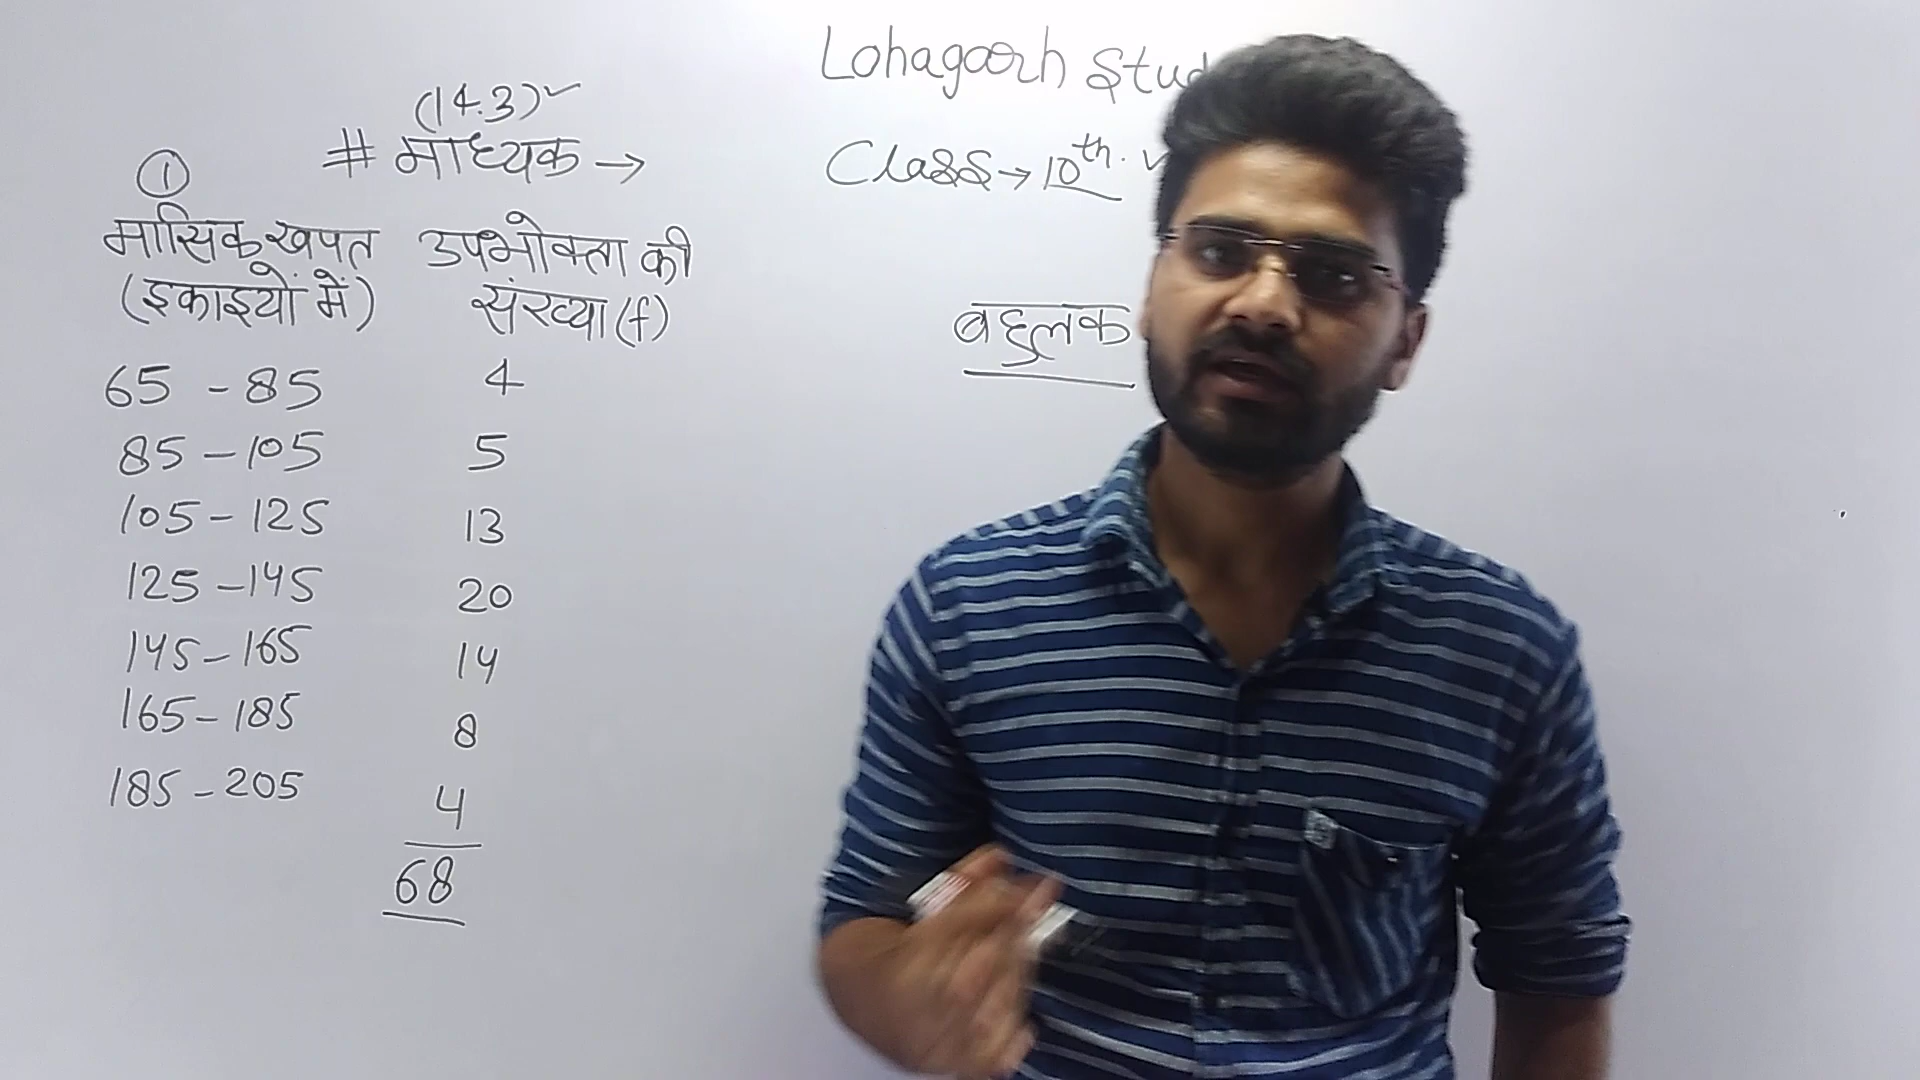 Lohagarh Stud
(14.3)
# माध्यक →
Class → 10th.
①
मासिक खपत उपभोक्ता की
(इकाइयों में) संख्या (f)
बहुलक
65 - 85 4
85 - 105 5
105 - 125 13
125 - 145 20
145 - 165 14
165 - 185 8
185 - 205 4
68